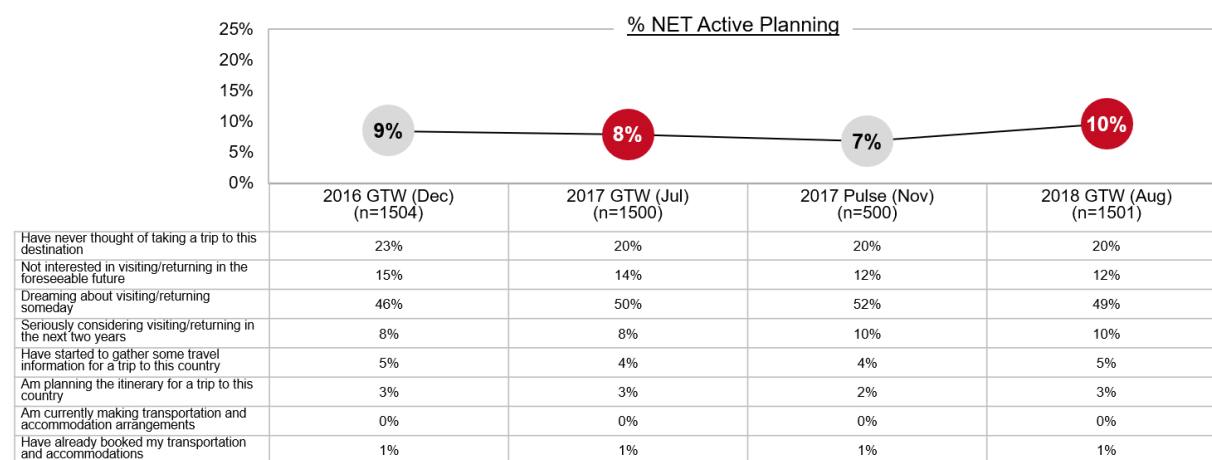 % NET Active Planning
25%
20%
15%
10%
5%
0%
9%
8%
7%
10%
2016 GTW (Dec)
(n=1504)
2017 GTW (Jul)
(n=1500)
2017 Pulse (Nov)
(n=500)
2018 GTW (Aug)
(n=1501)
Have never thought of taking a trip to this
destination
23% 20% 20% 20%
Not interested in visiting/returning in the
foreseeable future
15% 14% 12% 12%
Dreaming about visiting/returning
someday
46% 50% 52% 49%
Seriously considering visiting/returning in
the next two years
8% 8% 10% 10%
Have started to gather some travel
information for a trip to this country
5% 4% 4% 5%
Am planning the itinerary for a trip to this
country
3% 3% 2% 3%
Am currently making transportation and
accommodation arrangements
0% 0% 0% 0%
Have already booked my transportation
and accommodations
1% 1% 1% 1%